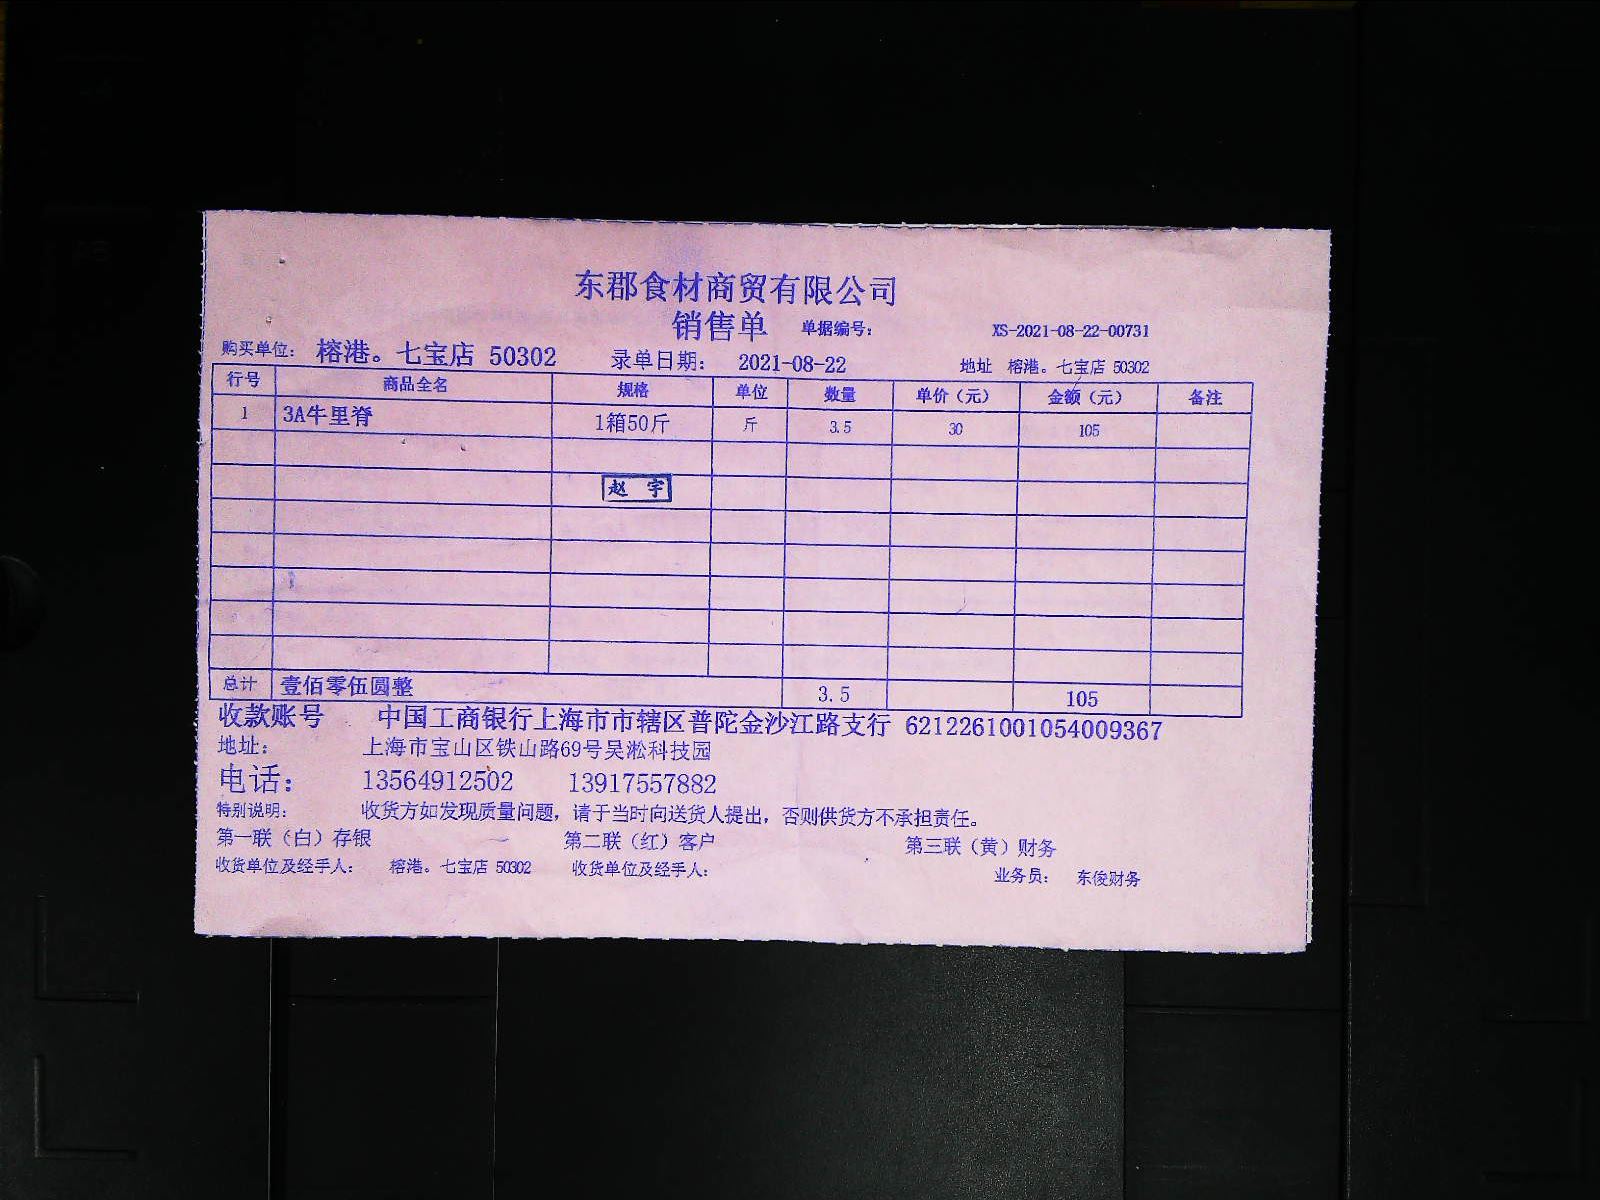 东郡食材商贸有限公司
销售单 单据编号: XS-2021-08-22-00731
购买单位: 榕港。七宝店 50302 录单日期: 2021-08-22 地址 榕港。七宝店 50302
行号 商品全名 规格 单位 数量 单价（元） 金额（元） 备注
1 3A牛里脊 1箱50斤 斤 3.5 30 105
赵 宇
总计 壹佰零伍圆整 3.5 105
收款账号 中国工商银行上海市市辖区普陀金沙江路支行 6212261001054009367
地址: 上海市宝山区铁山路69号吴淞科技园
电话: 13564912502 13917557882
特别说明: 收货方如发现质量问题，请于当时向送货人提出，否则供货方不承担责任。
第一联（白）存银 第二联（红）客户 第三联（黄）财务
收货单位及经手人: 榕港。七宝店 50302 收货单位及经手人: 业务员: 东俊财务